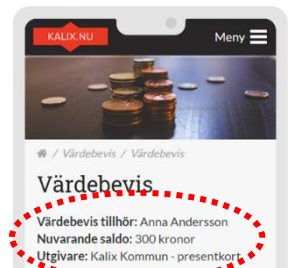 KALIX.NU
Meny
/ Värdebevis / Värdebevis
Värdebevis
Värdebevis tillhör: Anna Andersson
Nuvarande saldo: 300 kronor
Utgivare: Kalix Kommun - presentkort